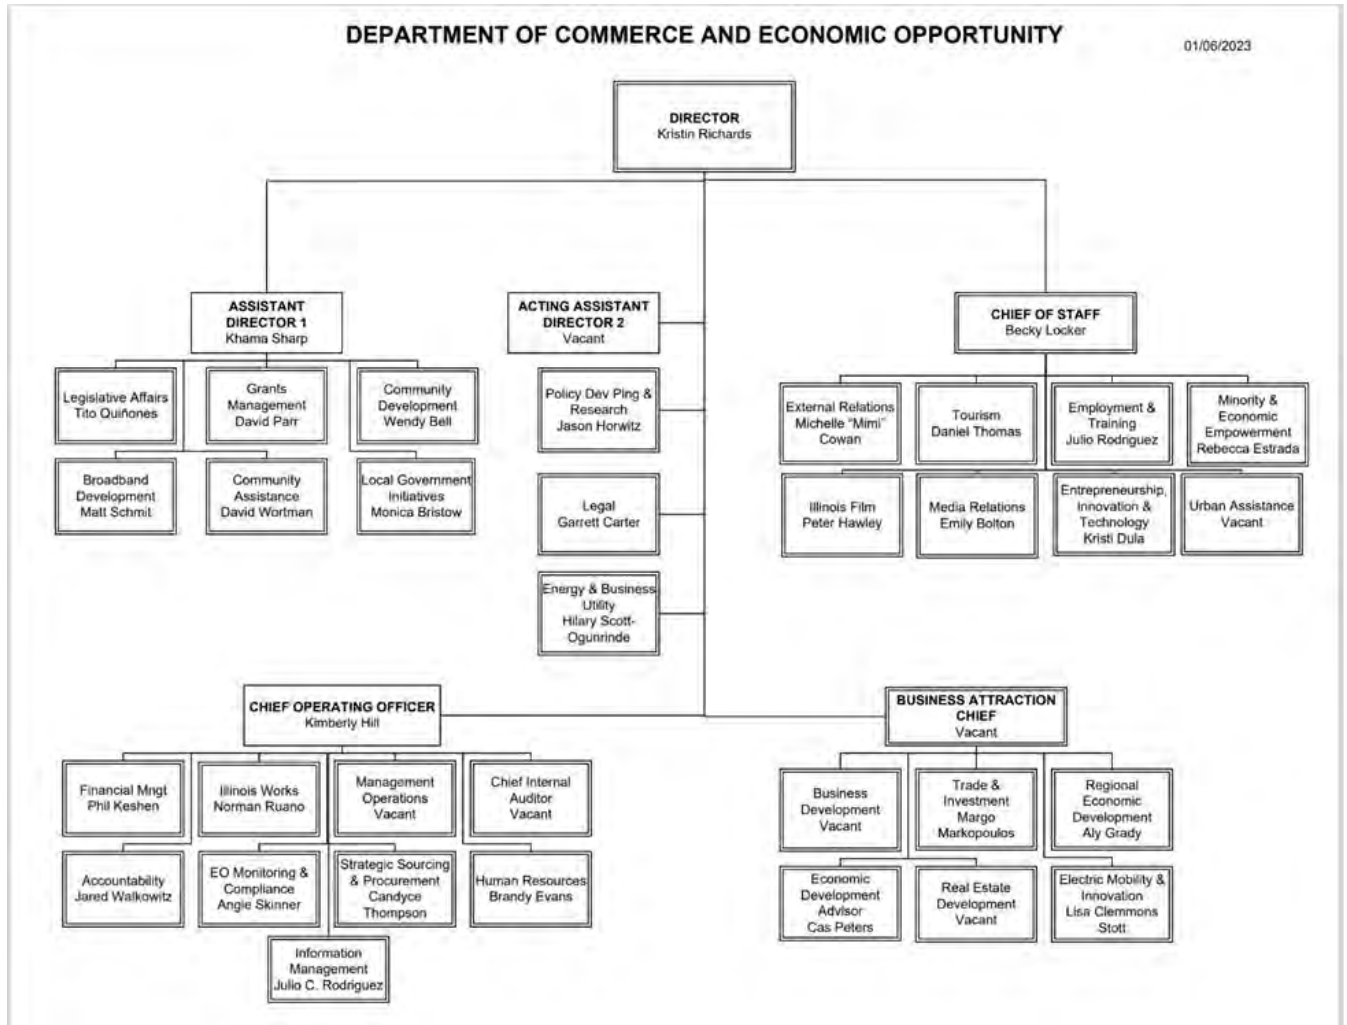 DEPARTMENT OF COMMERCE AND ECONOMIC OPPORTUNITY
01/06/2023
DIRECTOR
Kristin Richards
ASSISTANT
DIRECTOR 1
Khama Sharp
ACTING ASSISTANT
DIRECTOR 2
Vacant
CHIEF OF STAFF
Becky Locker
Legislative Affairs
Tito Quiñones
Grants
Management
David Parr
Community
Development
Wendy Bell
Broadband
Development
Matt Schmit
Community
Assistance
David Wortman
Local Government
Initiatives
Monica Bristow
Policy Dev Plng &
Research
Jason Horwitz
Legal
Garrett Carter
Energy & Business
Utility
Hilary Scott-
Ogunrinde
External Relations
Michelle "Mimi"
Cowan
Tourism
Daniel Thomas
Employment &
Training
Julio Rodriguez
Minority &
Economic
Empowerment
Rebecca Estrada
Illinois Film
Peter Hawley
Media Relations
Emily Bolton
Entrepreneurship,
Innovation &
Technology
Kristi Dula
Urban Assistance
Vacant
CHIEF OPERATING OFFICER
Kimberly Hill
BUSINESS ATTRACTION
CHIEF
Vacant
Financial Mngt
Phil Keshen
Illinois Works
Norman Ruano
Management
Operations
Vacant
Chief Internal
Auditor
Vacant
Accountability
Jared Walkowitz
EO Monitoring &
Compliance
Angie Skinner
Strategic Sourcing
& Procurement
Candyce
Thompson
Human Resources
Brandy Evans
Information
Management
Julio C. Rodriguez
Business
Development
Vacant
Trade &
Investment
Margo
Markopoulos
Regional
Economic
Development
Aly Grady
Economic
Development
Advisor
Cas Peters
Real Estate
Development
Vacant
Electric Mobility &
Innovation
Lisa Clemmons
Stott